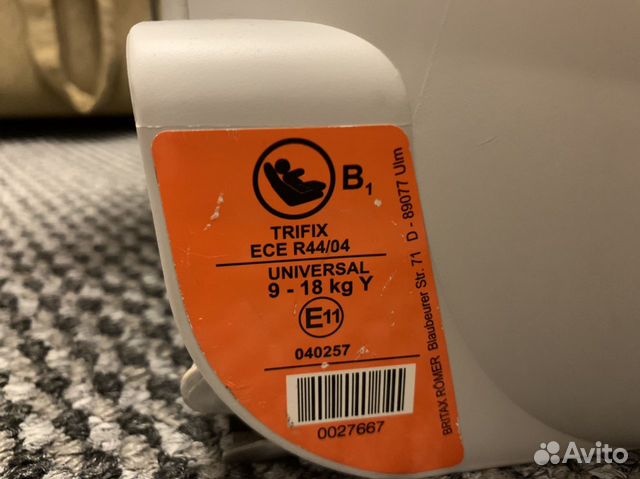 B1
TRIFIX
ECE R44/04
UNIVERSAL
9 - 18 kg Y
E11
040257
0027667
BRITAX RÖMER Blaubeurer Str. 71 D - 89077 Ulm
Avito